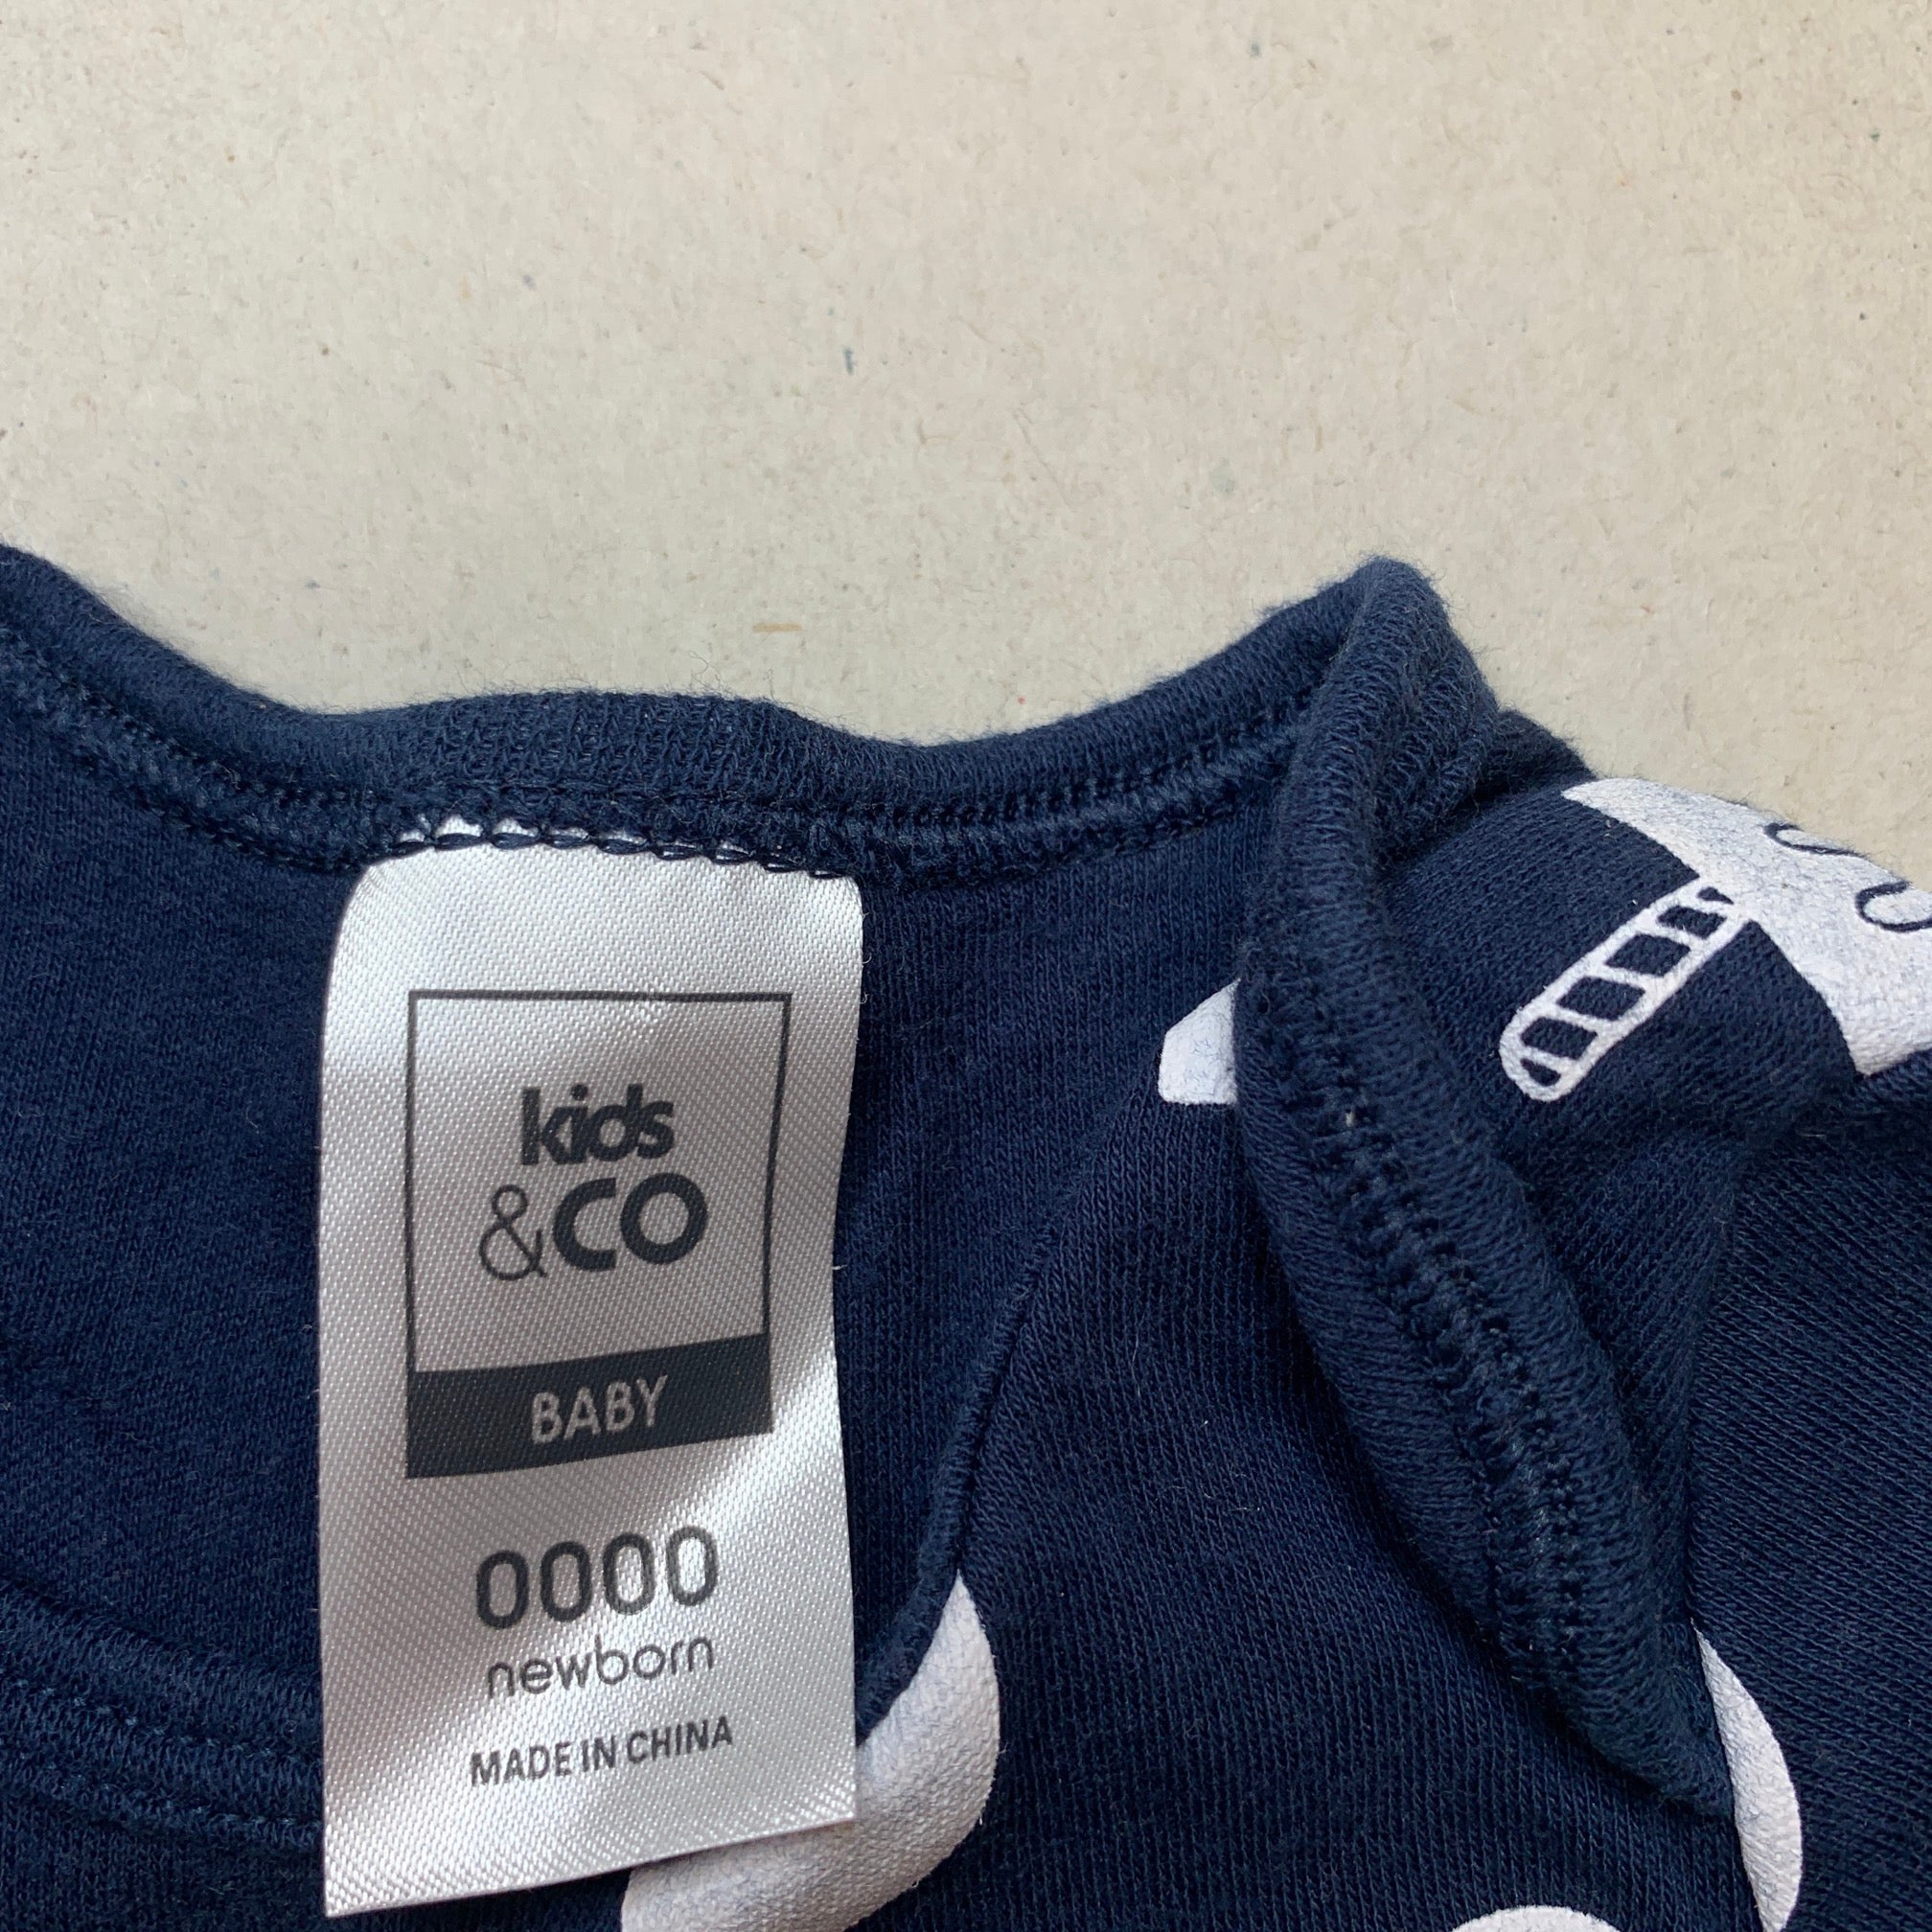 kids
&CO
BABY
0000
newborn
MADE IN CHINA